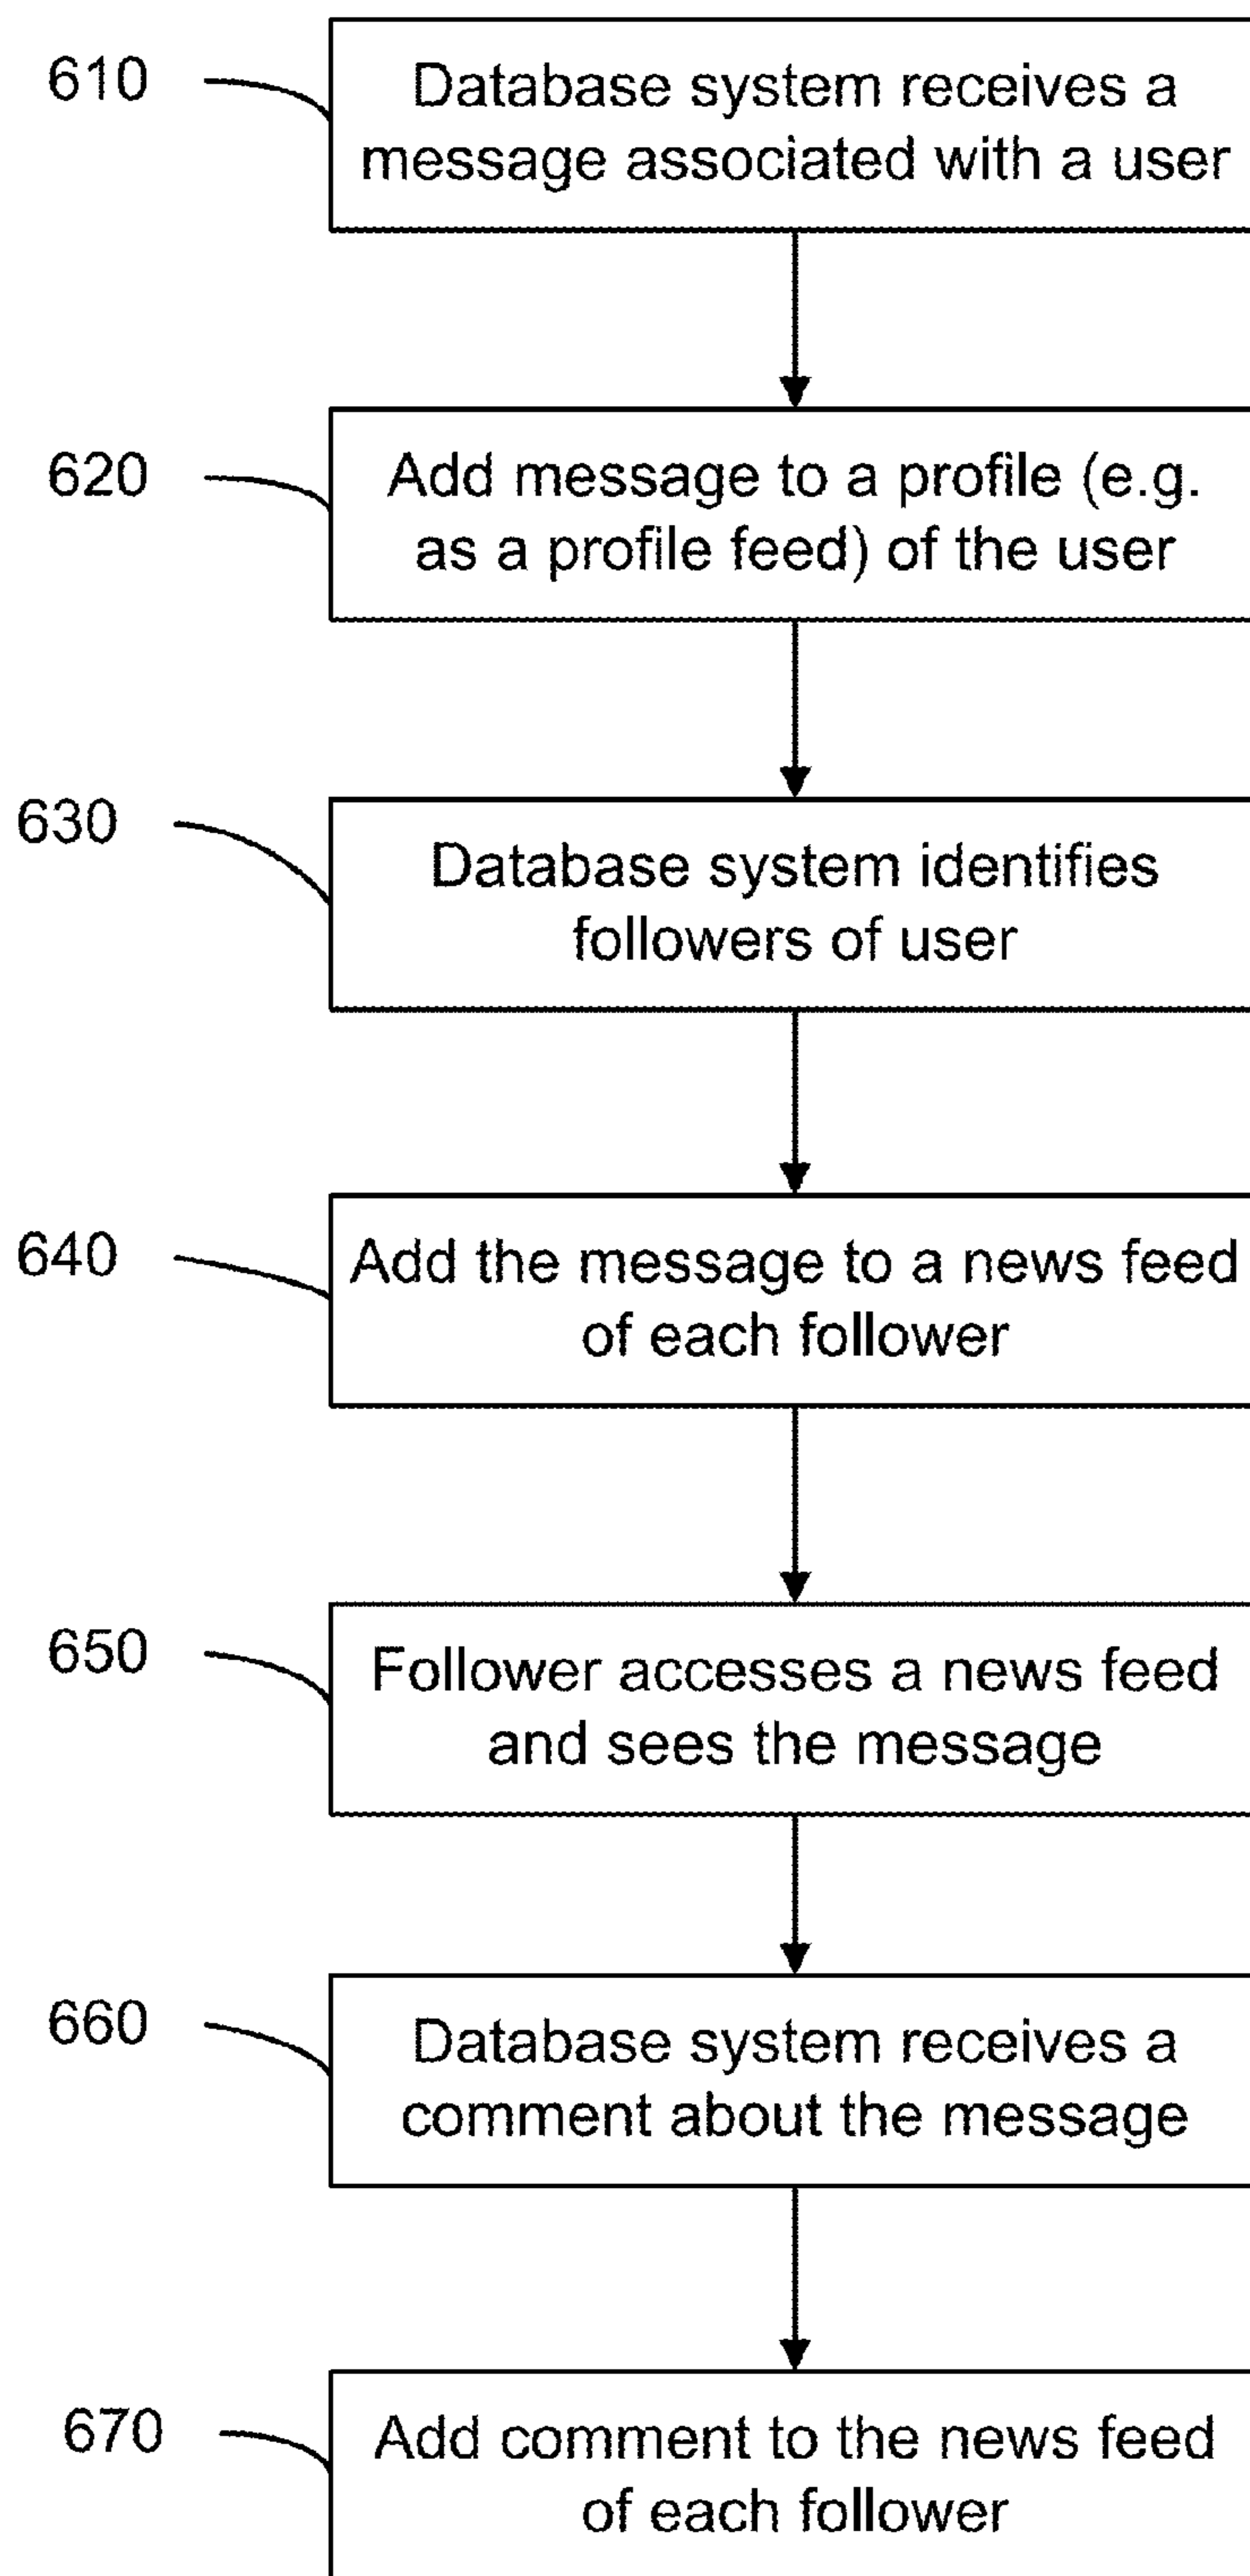 610
Database system receives a
message associated with a user
620
Add message to a profile (e.g.
as a profile feed) of the user
630
Database system identifies
followers of user
640
Add the message to a news feed
of each follower
650
Follower accesses a news feed
and sees the message
660
Database system receives a
comment about the message
670
Add comment to the news feed
of each follower